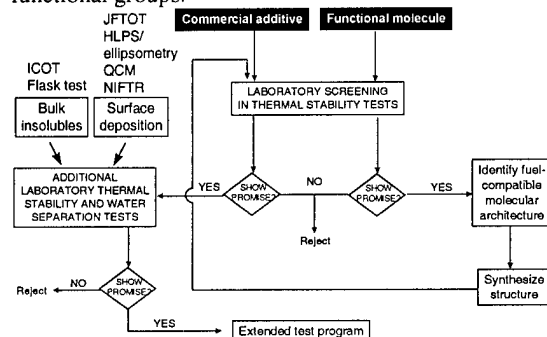 functional groups.
JFTOT
HLPS/
ellipsometry
QCM
NIFTR
ICOT
Flask test
Bulk
insolubles
Surface
deposition
Commercial additive
Functional molecule
LABORATORY SCREENING
IN THERMAL STABILITY TESTS
ADDITIONAL
LABORATORY THERMAL
STABILITY AND WATER
SEPARATION TESTS
YES
SHOW
PROMISE?
NO
SHOW
PROMISE?
YES
Identify fuel-
compatible
molecular
architecture
Reject
Synthesize
structure
Reject
NO
SHOW
PROMISE?
YES
Extended test program